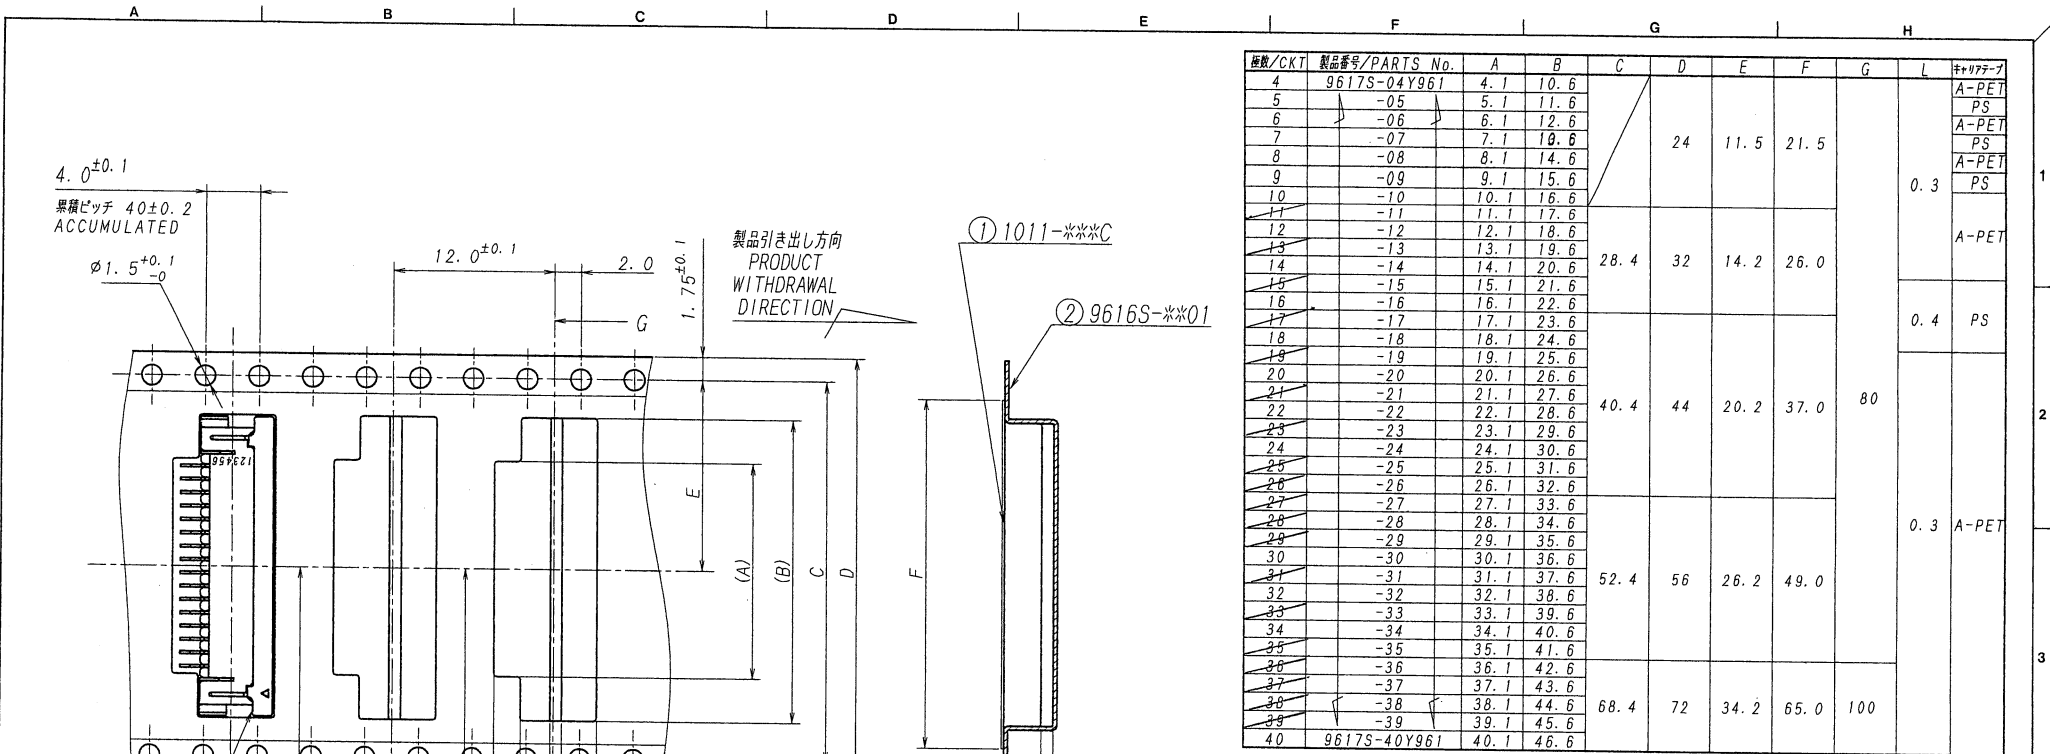 A B C D E F G H
4.0±0.1
累積ピッチ 40±0.2
ACCUMULATED
φ1.5+0.1 -0
12.0±0.1
2.0
1.75±0.1
G
製品引き出し方向
PRODUCT
WITHDRAWAL
DIRECTION
① 1011-***C
② 9616S-**01
123456
E
(A)
(B)
C
D
F
極数/CKT 製品番号/PARTS No. A B C D E F G L キャリアテープ
4 9617S-04Y961 4.1 10.6 A-PET
5 -05 5.1 11.6 PS
6 -06 6.1 12.6 A-PET
7 -07 7.1 13.6 24 11.5 21.5 PS
8 -08 8.1 14.6 A-PET
9 -09 9.1 15.6 0.3 PS
10 -10 10.1 16.6
11 -11 11.1 17.6
12 -12 12.1 18.6 A-PET
13 -13 13.1 19.6 28.4 32 14.2 26.0
14 -14 14.1 20.6
15 -15 15.1 21.6
16 -16 16.1 22.6
17 -17 17.1 23.6 0.4 PS
18 -18 18.1 24.6
19 -19 19.1 25.6
20 -20 20.1 26.6
21 -21 21.1 27.6 80
22 -22 22.1 28.6 40.4 44 20.2 37.0
23 -23 23.1 29.6
24 -24 24.1 30.6
25 -25 25.1 31.6
26 -26 26.1 32.6
27 -27 27.1 33.6
28 -28 28.1 34.6 0.3 A-PET
29 -29 29.1 35.6
30 -30 30.1 36.6
31 -31 31.1 37.6 52.4 56 26.2 49.0
32 -32 32.1 38.6
33 -33 33.1 39.6
34 -34 34.1 40.6
35 -35 35.1 41.6
36 -36 36.1 42.6
37 -37 37.1 43.6
38 -38 38.1 44.6 68.4 72 34.2 65.0 100
39 -39 39.1 45.6
40 9617S-40Y961 40.1 46.6
1
2
3